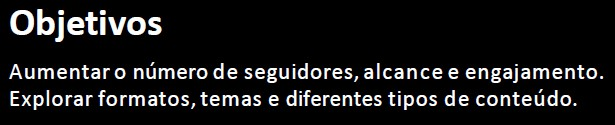 Objetivos
Aumentar o número de seguidores, alcance e engajamento.
Explorar formatos, temas e diferentes tipos de conteúdo.